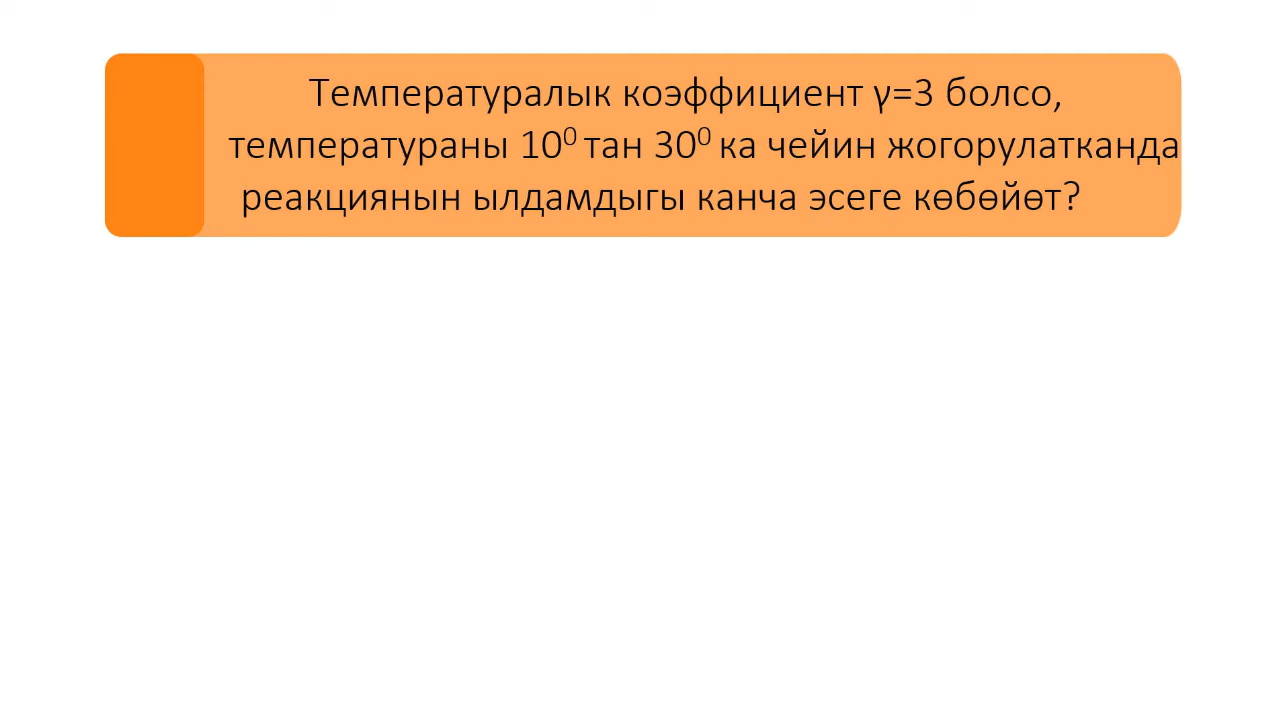 Температуралык коэффициент γ=3 болсо,
температураны 10⁰ тан 30⁰ ка чейин жогорулатканда
реакциянын ылдамдыгы канча эсеге көбөйөт?